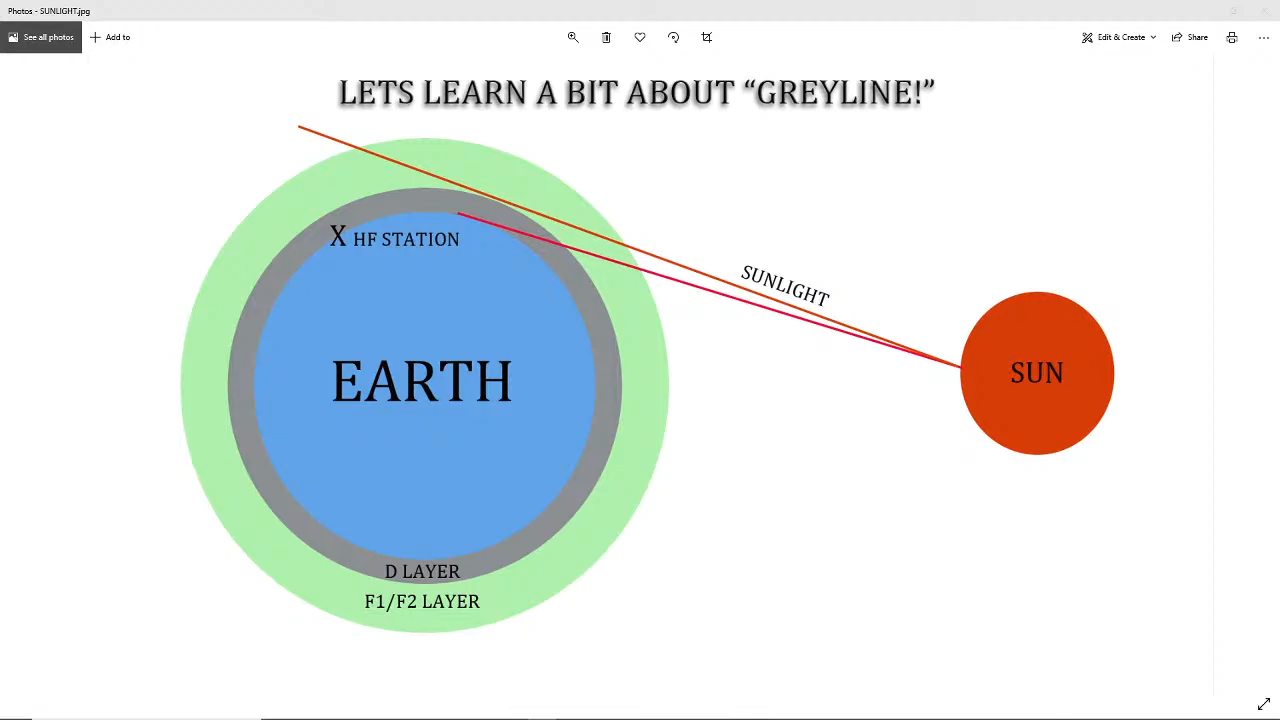 Photos - SUNLIGHT.jpg
See all photos
Add to
Edit & Create
Share
LETS LEARN A BIT ABOUT “GREYLINE!”
X HF STATION
SUNLIGHT
EARTH
SUN
D LAYER
F1/F2 LAYER